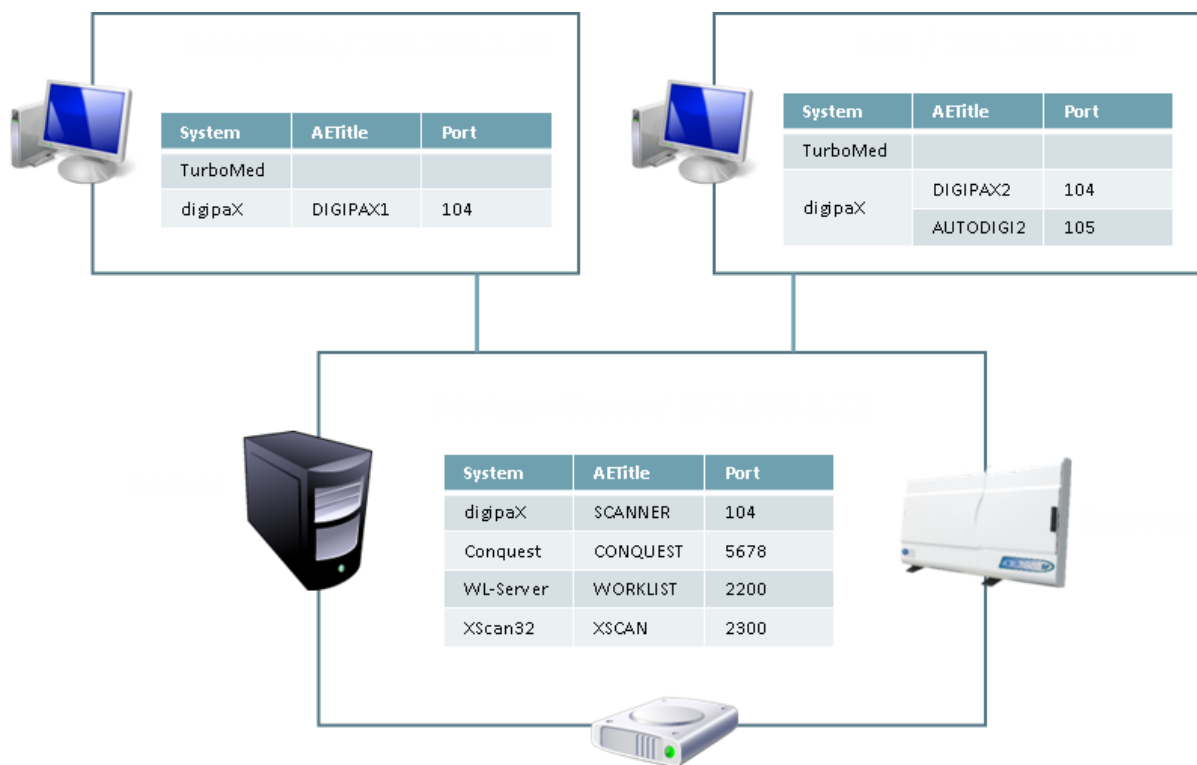 System AETitle Port
TurboMed
digipaX DIGIPAX1 104
System AETitle Port
TurboMed
digipaX
DIGIPAX2 104
AUTODIGI2 105
System AETitle Port
digipaX SCANNER 104
Conquest CONQUEST 5678
WL-Server WORKLIST 2200
XScan32 XSCAN 2300